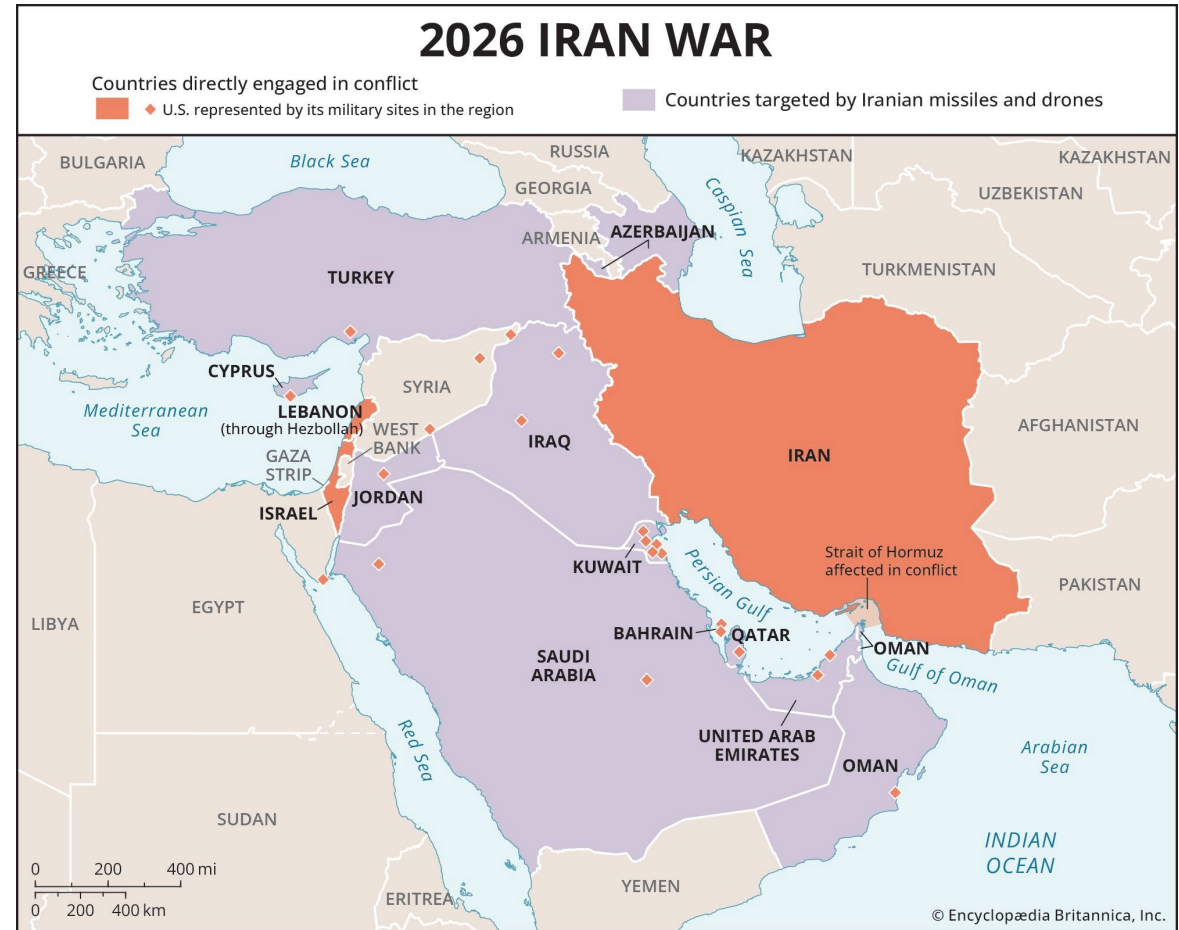 2026 IRAN WAR
Countries directly engaged in conflict
U.S. represented by its military sites in the region
Countries targeted by Iranian missiles and drones
BULGARIA
Black Sea
RUSSIA
KAZAKHSTAN
KAZAKHSTAN
GEORGIA
UZBEKISTAN
Caspian Sea
ARMENIA
AZERBAIJAN
GREECE
TURKEY
TURKMENISTAN
CYPRUS
SYRIA
Mediterranean
Sea
LEBANON
(through Hezbollah)
WEST
BANK
IRAQ
IRAN
AFGHANISTAN
GAZA
STRIP
JORDAN
ISRAEL
KUWAIT
Persian Gulf
Strait of Hormuz
affected in conflict
PAKISTAN
EGYPT
LIBYA
BAHRAIN
QATAR
OMAN
Gulf of Oman
SAUDI
ARABIA
Red Sea
UNITED ARAB
EMIRATES
OMAN
Arabian
Sea
SUDAN
INDIAN
OCEAN
0 200 400 mi
0 200 400 km
ERITREA
YEMEN
© Encyclopædia Britannica, Inc.